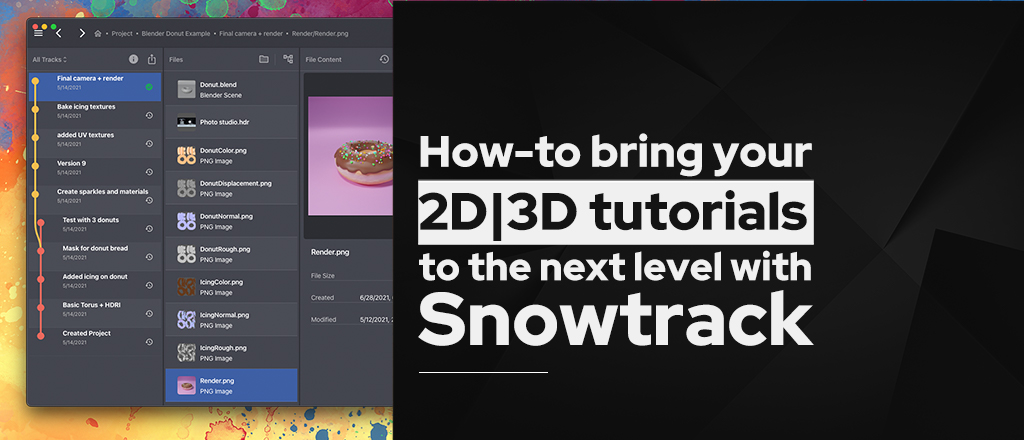 Project • Blender Donut Example • Final camera + render • Render/Render.png
All Tracks
Files
File Content
Final camera + render
5/14/2021
Bake icing textures
5/14/2021
added UV textures
5/14/2021
Version 9
5/14/2021
Create sparkles and materials
5/14/2021
Test with 3 donuts
5/14/2021
Mask for donut bread
5/14/2021
Added icing on donut
5/14/2021
Basic Torus + HDRI
5/14/2021
Created Project
5/14/2021
Donut.blend
Blender Scene
Photo studio.hdr
DonutColor.png
PNG Image
DonutDisplacement.png
PNG Image
DonutNormal.png
PNG Image
DonutRough.png
PNG Image
IcingColor.png
PNG Image
IcingNormal.png
PNG Image
IcingRough.png
PNG Image
Render.png
PNG Image
Render.png
File Size
Created 6/28/2021,
Modified 5/12/2021, 2
How-to bring your
2D|3D tutorials
to the next level with
Snowtrack